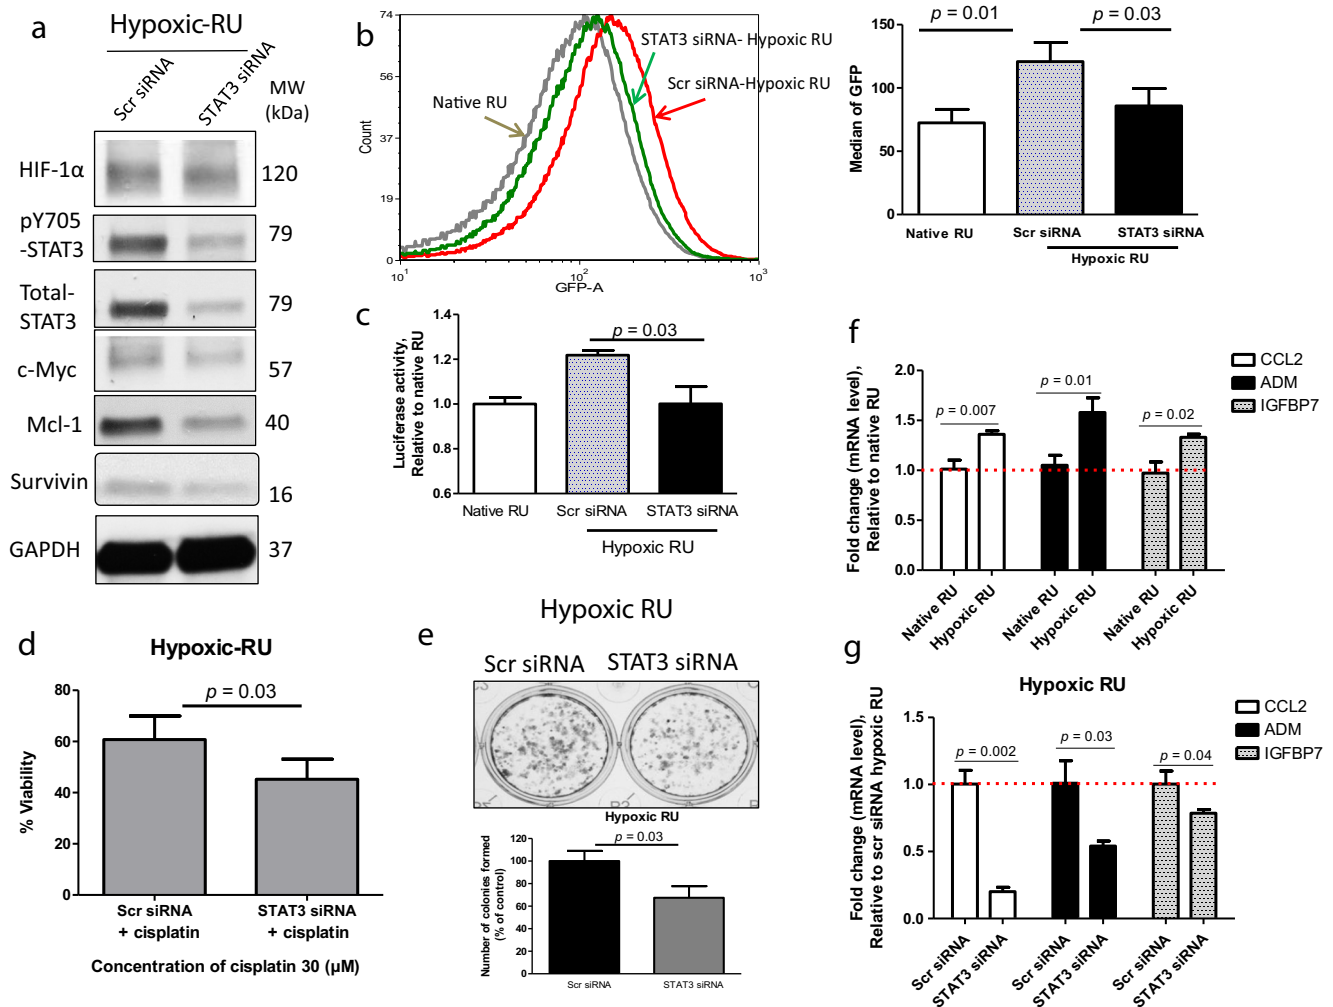 a
Hypoxic-RU
Scr siRNA
STAT3 siRNA
MW
(kDa)
HIF-1α
120
pY705
-STAT3
79
Total-
STAT3
79
c-Myc
57
Mcl-1
40
Survivin
16
GAPDH
37
b
74
56
37
19
0
Count
10¹
10²
10³
GFP-A
Native RU
STAT3 siRNA- Hypoxic RU
Scr siRNA-Hypoxic RU
150
100
50
0
Median of GFP
p = 0.01
p = 0.03
Native RU
Scr siRNA
STAT3 siRNA
Hypoxic RU
c
Luciferase activity,
Relative to native RU
1.4
1.2
1.0
0.8
0.6
p = 0.03
Native RU
Scr siRNA
STAT3 siRNA
Hypoxic RU
d
Hypoxic-RU
% Viability
80
60
40
20
0
p = 0.03
Scr siRNA
+ cisplatin
STAT3 siRNA
+ cisplatin
Concentration of cisplatin 30 (µM)
e
Hypoxic RU
Scr siRNA
STAT3 siRNA
Hypoxic RU
Number of colonies formed
(% of control)
120
100
80
60
40
20
0
p = 0.03
Scr siRNA
STAT3 siRNA
f
Fold change (mRNA level),
Relative to native RU
2.0
1.5
1.0
0.5
0.0
p = 0.007
p = 0.01
p = 0.02
CCL2
ADM
IGFBP7
Native RU
Hypoxic RU
Native RU
Hypoxic RU
Native RU
Hypoxic RU
g
Hypoxic RU
Fold change (mRNA level),
Relative to scr siRNA hypoxic RU
1.5
1.0
0.5
0.0
p = 0.002
p = 0.03
p = 0.04
CCL2
ADM
IGFBP7
Scr siRNA
STAT3 siRNA
Scr siRNA
STAT3 siRNA
Scr siRNA
STAT3 siRNA